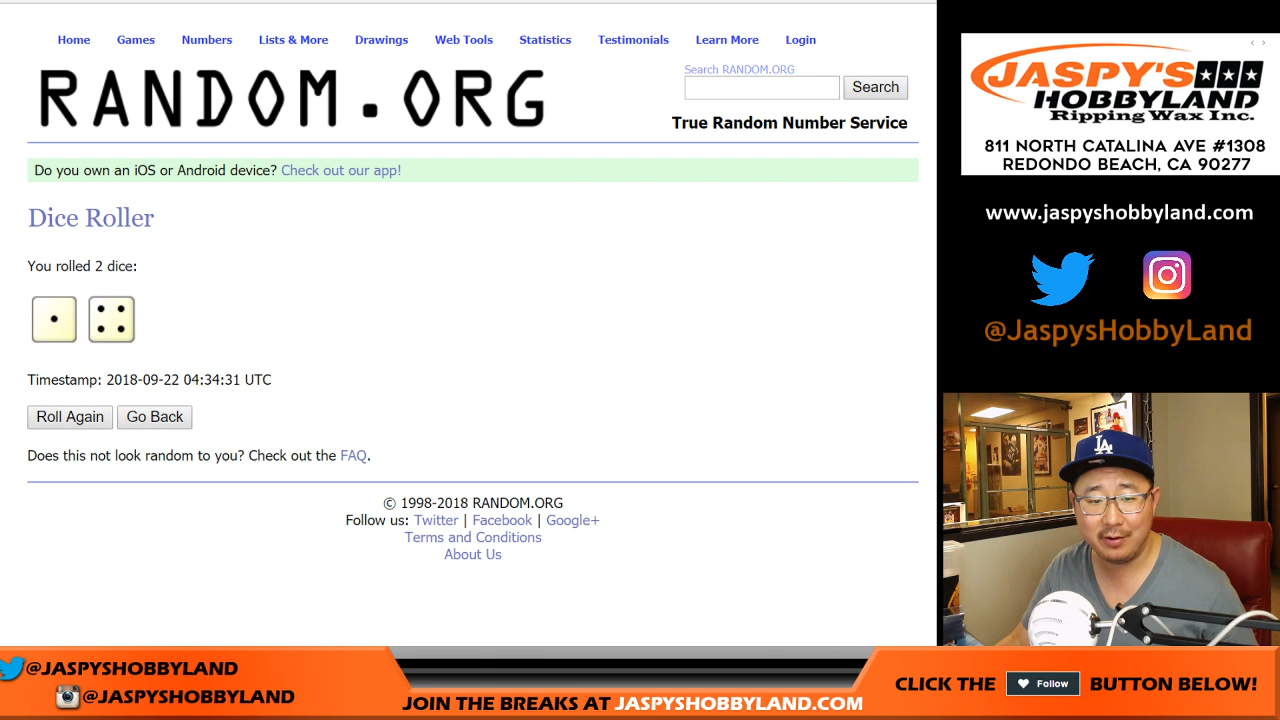 Home Games Numbers Lists & More Drawings Web Tools Statistics Testimonials Learn More Login
RANDOM.ORG
Search RANDOM.ORG
Search
True Random Number Service
Do you own an iOS or Android device? Check out our app!
Dice Roller
You rolled 2 dice:
Timestamp: 2018-09-22 04:34:31 UTC
Roll Again Go Back
Does this not look random to you? Check out the FAQ.
© 1998-2018 RANDOM.ORG
Follow us: Twitter | Facebook | Google+
Terms and Conditions
About Us
JASPY'S
HOBBYLAND
Ripping Wax Inc.
811 NORTH CATALINA AVE #1308
REDONDO BEACH, CA 90277
www.jaspyshobbyland.com
@JaspysHobbyLand
LA
@JASPYSHOBBYLAND
@JASPYSHOBBYLAND
JOIN THE BREAKS AT JASPYSHOBBYLAND.COM
CLICK THE Follow BUTTON BELOW!